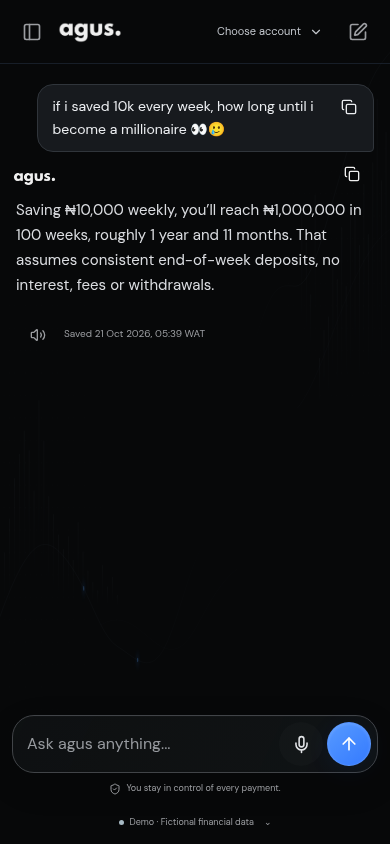 agus.
Choose account
if i saved 10k every week, how long until i
become a millionaire 👀🥲
agus.
Saving ₦10,000 weekly, you’ll reach ₦1,000,000 in
100 weeks, roughly 1 year and 11 months. That
assumes consistent end-of-week deposits, no
interest, fees or withdrawals.
Saved 21 Oct 2026, 05:39 WAT
Ask agus anything...
You stay in control of every payment.
Demo · Fictional financial data